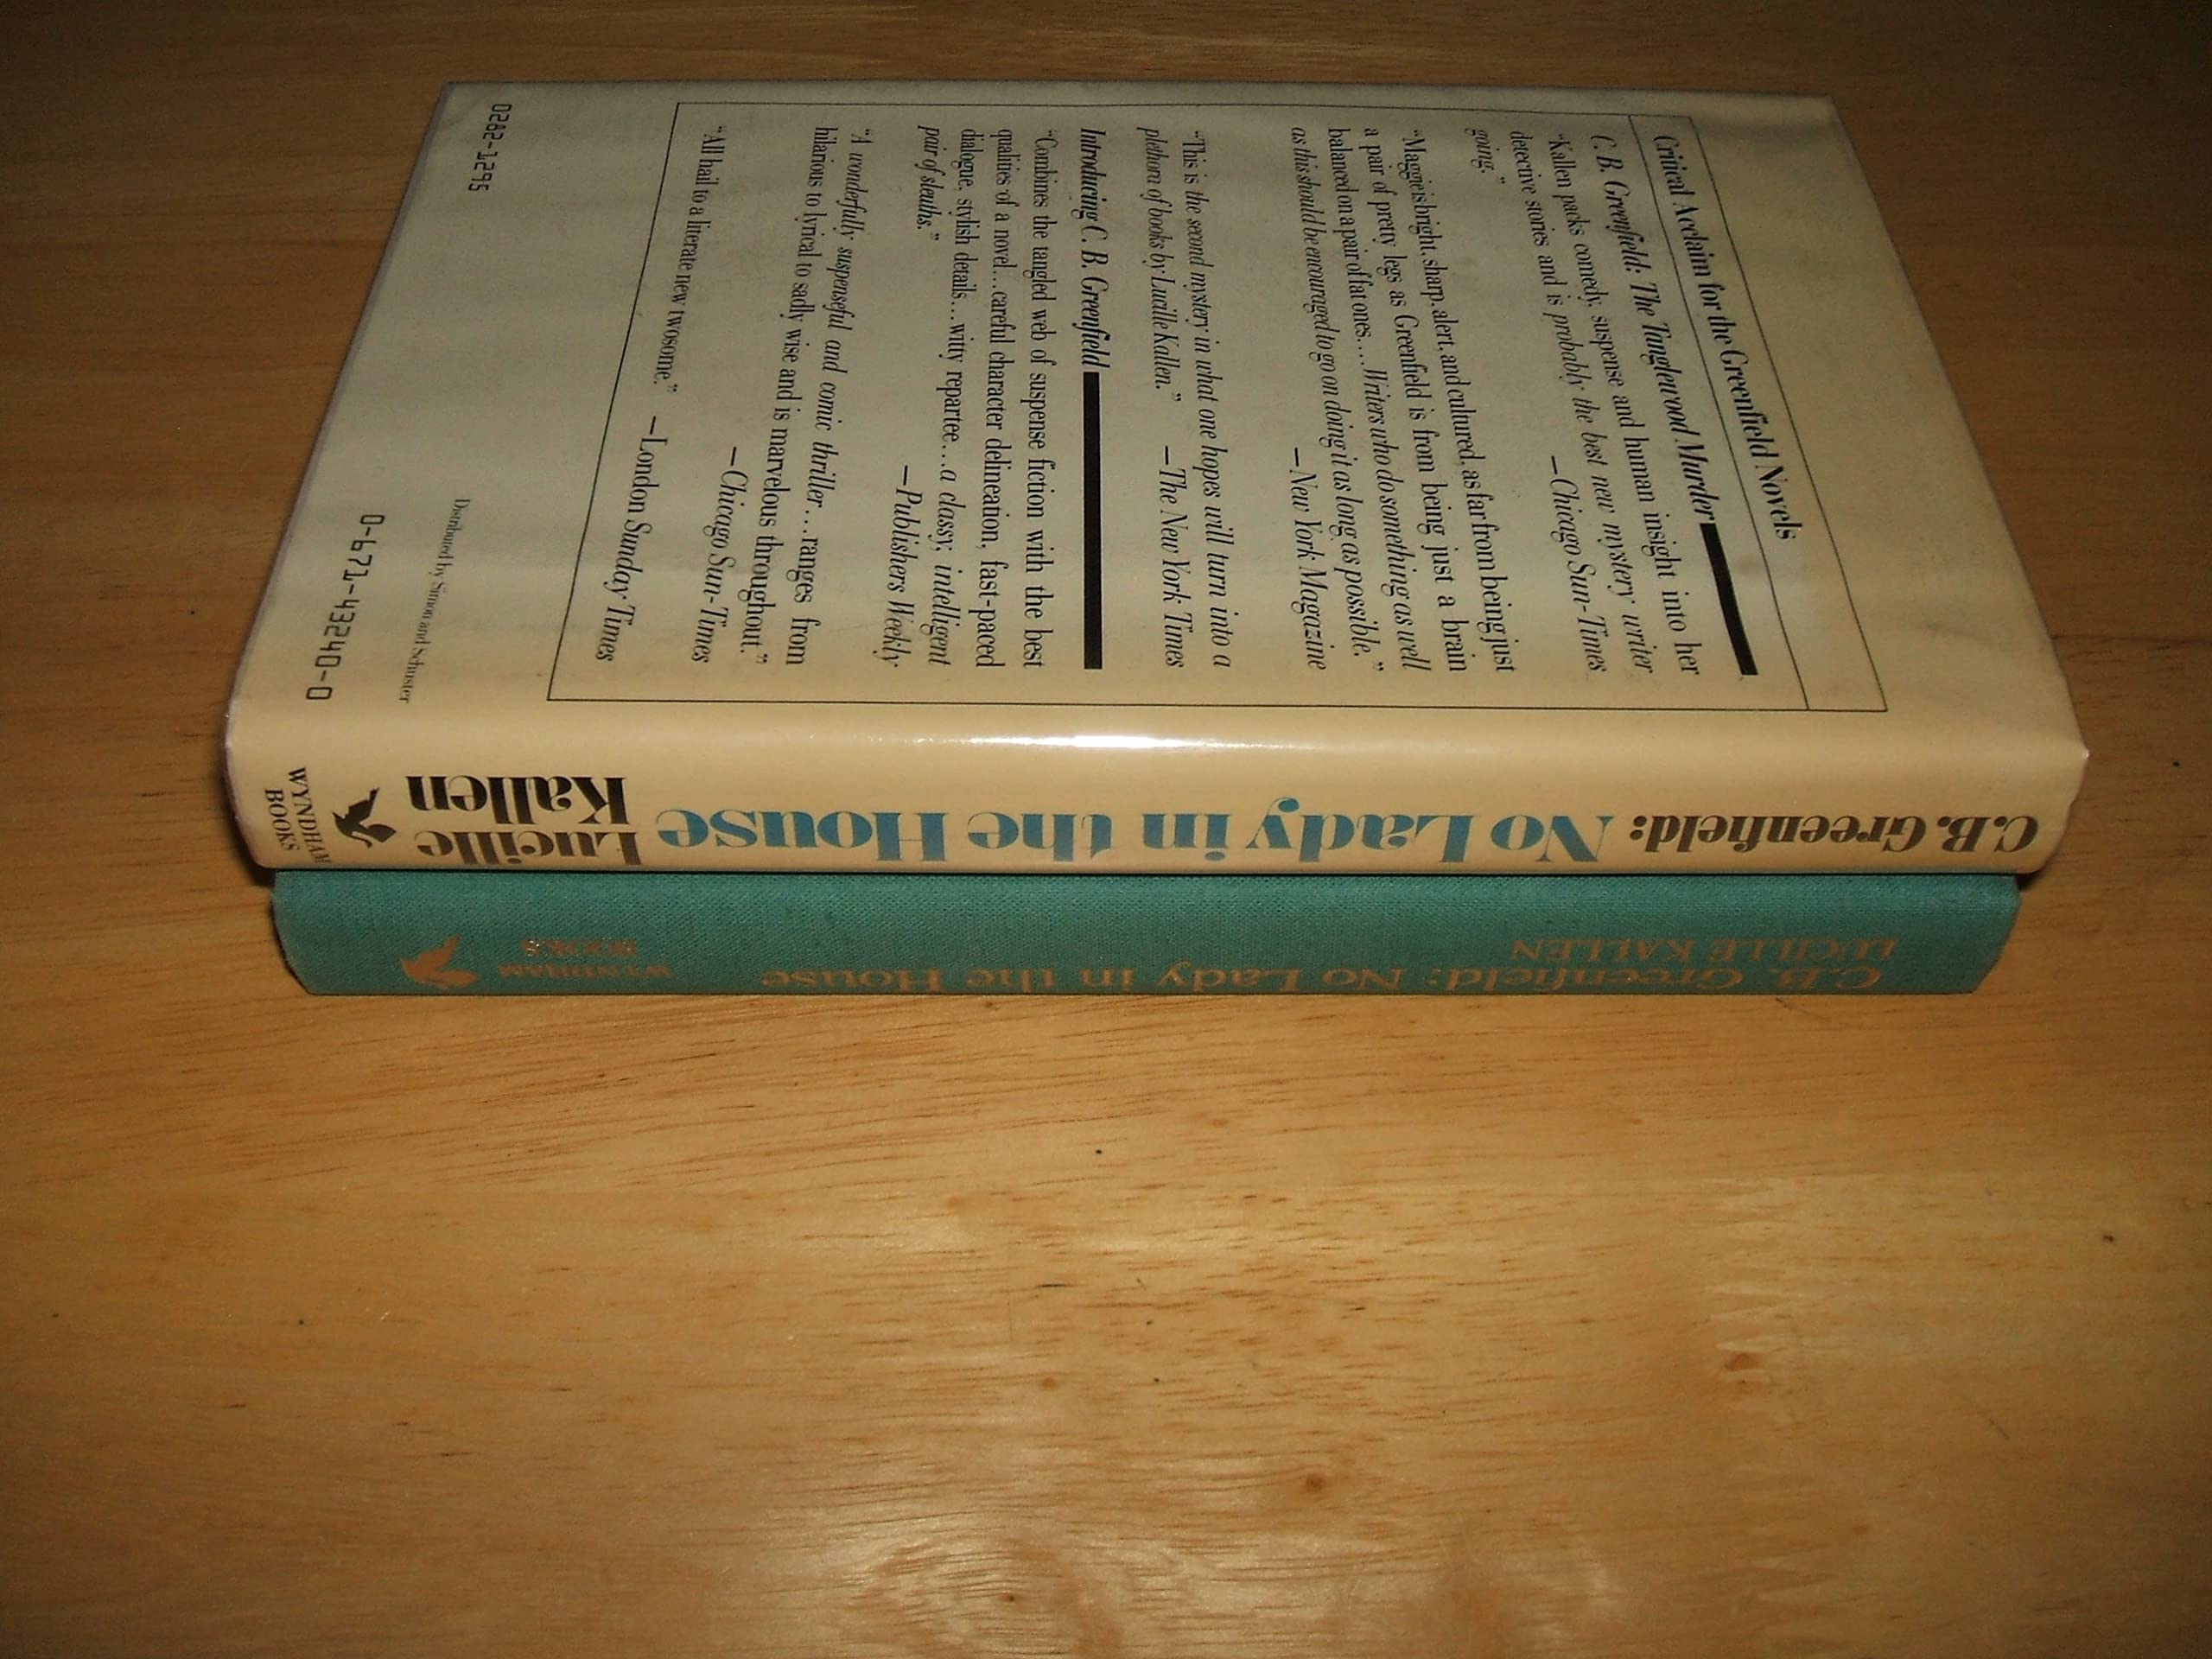 Critical Acclaim for the Greenfield Novels
C. B. Greenfield: The Tanglewood Murder
"Kallen packs comedy, suspense and human insight into her
detective stories and is probably the best new mystery writer
going."
—Chicago Sun-Times
"Maggie is bright, sharp, alert, and cultured, as far from being just
a pair of pretty legs as Greenfield is from being just a brain
balanced on a pair of fat ones....Writers who do something as well
as this should be encouraged to go on doing it as long as possible."
—New York Magazine
"This is the second mystery in what one hopes will turn into a
plethora of books by Lucille Kallen."
—The New York Times
Introducing C. B. Greenfield
"Combines the tangled web of suspense fiction with the best
qualities of a novel...careful character delineation, fast-paced
dialogue, stylish details...witty repartee...a classy, intelligent
pair of sleuths."
—Publishers Weekly
"A wonderfully suspenseful and comic thriller...ranges from
hilarious to lyrical to sadly wise and is marvelous throughout."
—Chicago Sun-Times
"All hail to a literate new twosome."
—London Sunday Times
Distributed by Simon and Schuster
0282-1295
0-671-43240-0
C.B. Greenfield: No Lady in the House
Lucille
Kallen
WYNDHAM
BOOKS
C.B. Greenfield: No Lady in the House
LUCILLE KALLEN
WYNDHAM
BOOKS